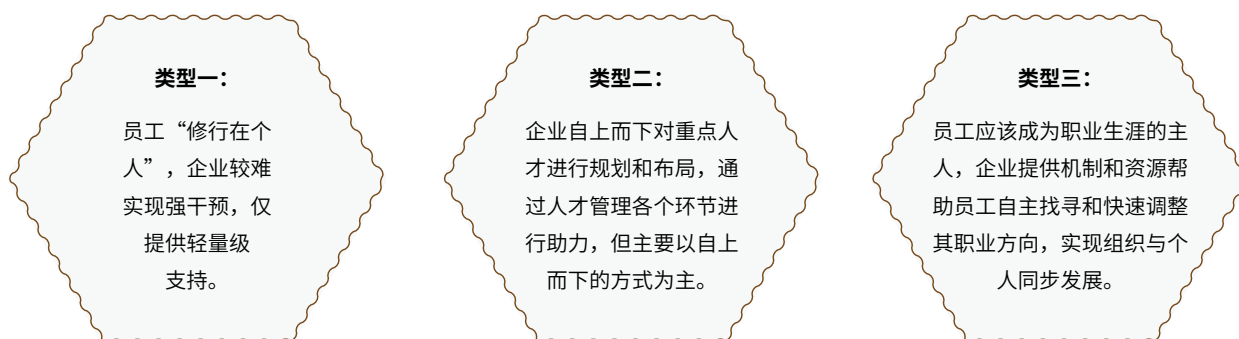 类型一：
员工“修行在个
人”，企业较难
实现强干预，仅
提供轻量级
支持。
类型二：
企业自上而下对重点人
才进行规划和布局，通
过人才管理各个环节进
行助力，但主要以自上
而下的方式为主。
类型三：
员工应该成为职业生涯的主
人，企业提供机制和资源帮
助员工自主找寻和快速调整
其职业方向，实现组织与个
人同步发展。